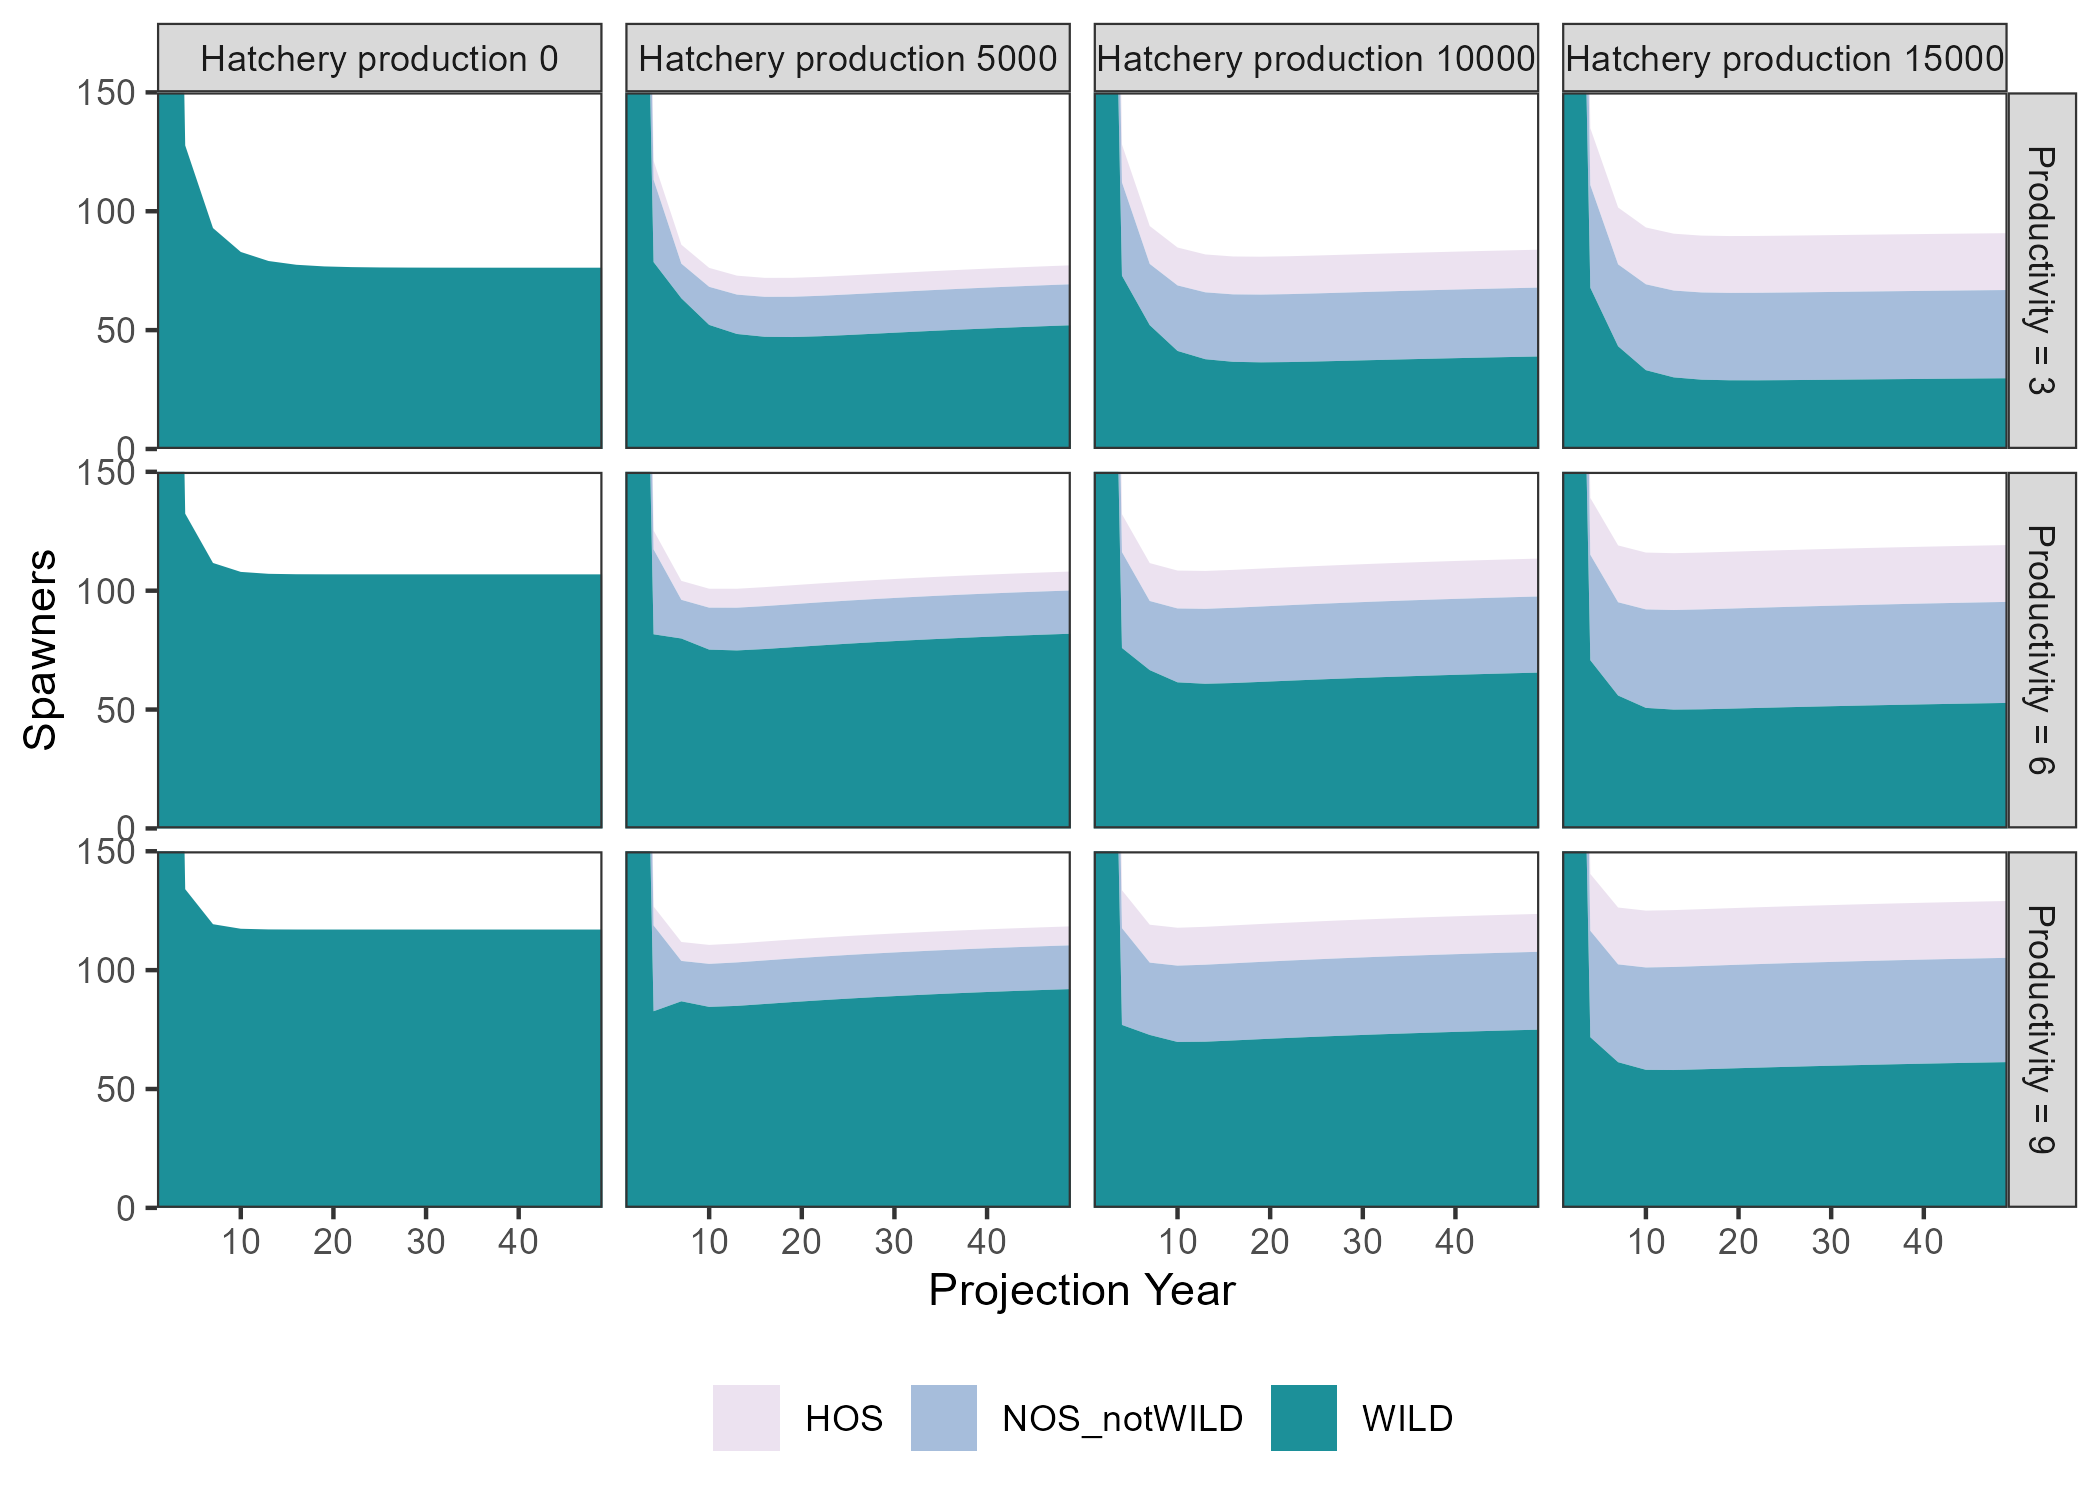 Hatchery production 0
Hatchery production 5000
Hatchery production 10000
Hatchery production 15000
150
100
50
0
Productivity = 3
150
100
50
0
Productivity = 6
150
100
50
0
Productivity = 9
Spawners
10 20 30 40
10 20 30 40
10 20 30 40
10 20 30 40
Projection Year
HOS
NOS_notWILD
WILD